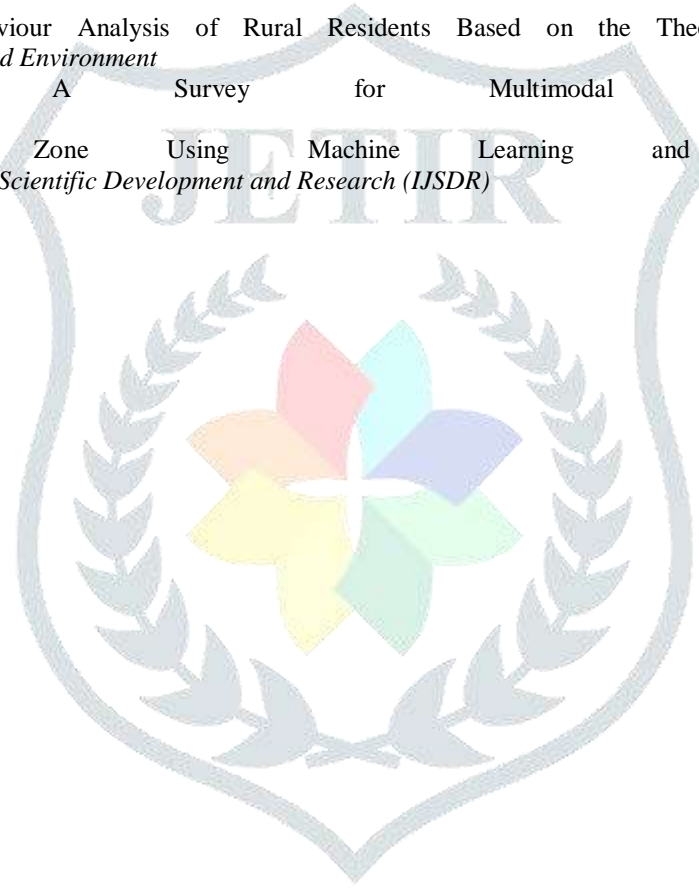 viour Analysis of Rural Residents Based on the The
d Environment
A Survey for Multimodal
Zone Using Machine Learning and
Scientific Development and Research (IJSDR)
JETIR